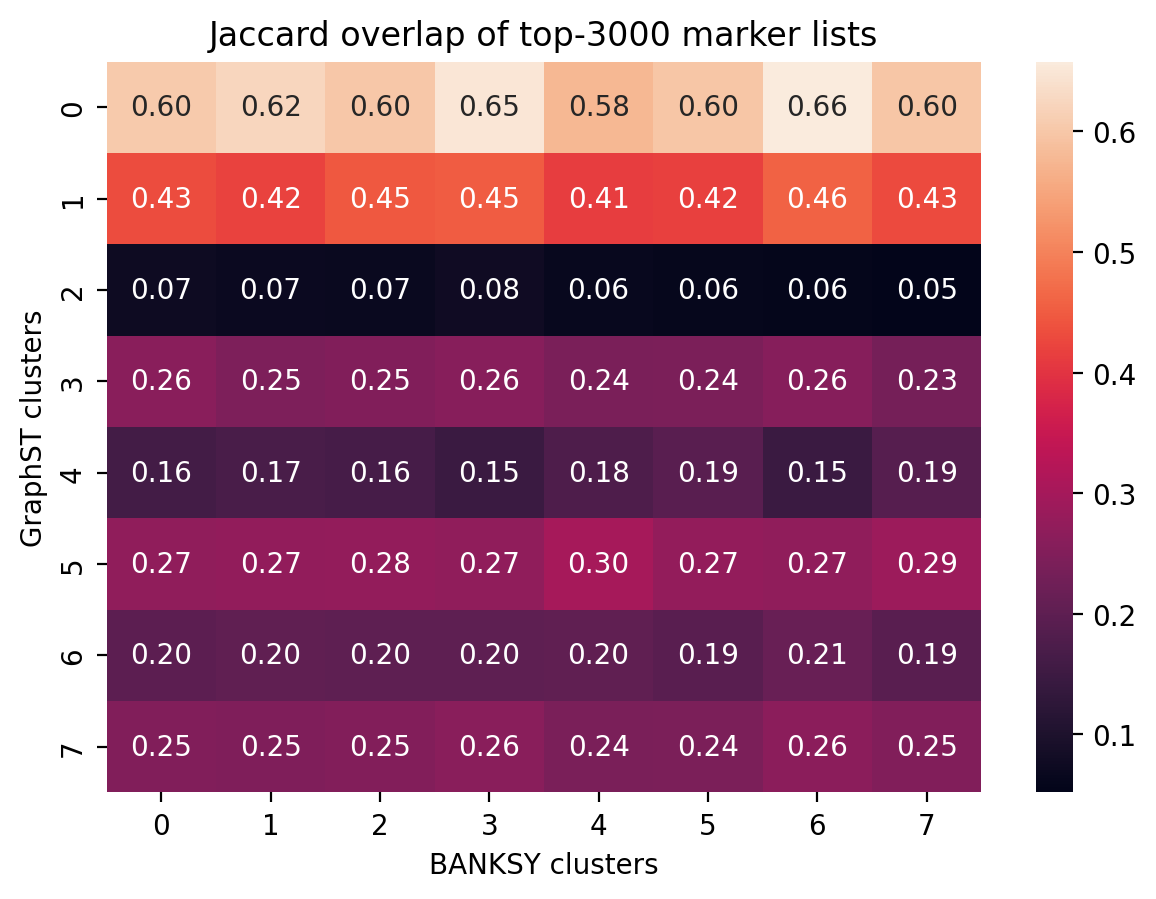 Jaccard overlap of top-3000 marker lists
0 0.60 0.62 0.60 0.65 0.58 0.60 0.66 0.60
1 0.43 0.42 0.45 0.45 0.41 0.42 0.46 0.43
2 0.07 0.07 0.07 0.08 0.06 0.06 0.06 0.05
3 0.26 0.25 0.25 0.26 0.24 0.24 0.26 0.23
4 0.16 0.17 0.16 0.15 0.18 0.19 0.15 0.19
5 0.27 0.27 0.28 0.27 0.30 0.27 0.27 0.29
6 0.20 0.20 0.20 0.20 0.20 0.19 0.21 0.19
7 0.25 0.25 0.25 0.26 0.24 0.24 0.26 0.25
0 1 2 3 4 5 6 7
GraphST clusters
BANKSY clusters
0.6
0.5
0.4
0.3
0.2
0.1